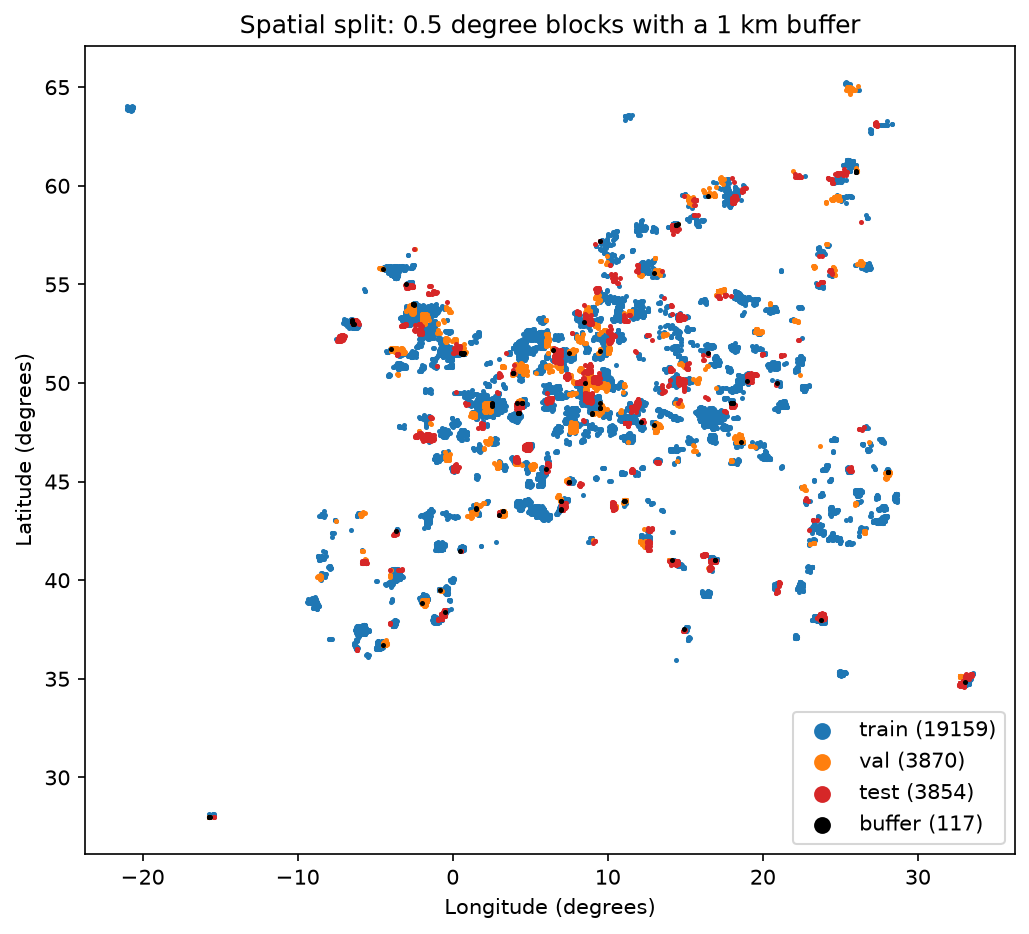 Spatial split: 0.5 degree blocks with a 1 km buffer
65
60
55
50
45
40
35
30
Latitude (degrees)
−20
−10
0
10
20
30
Longitude (degrees)
train (19159)
val (3870)
test (3854)
buffer (117)